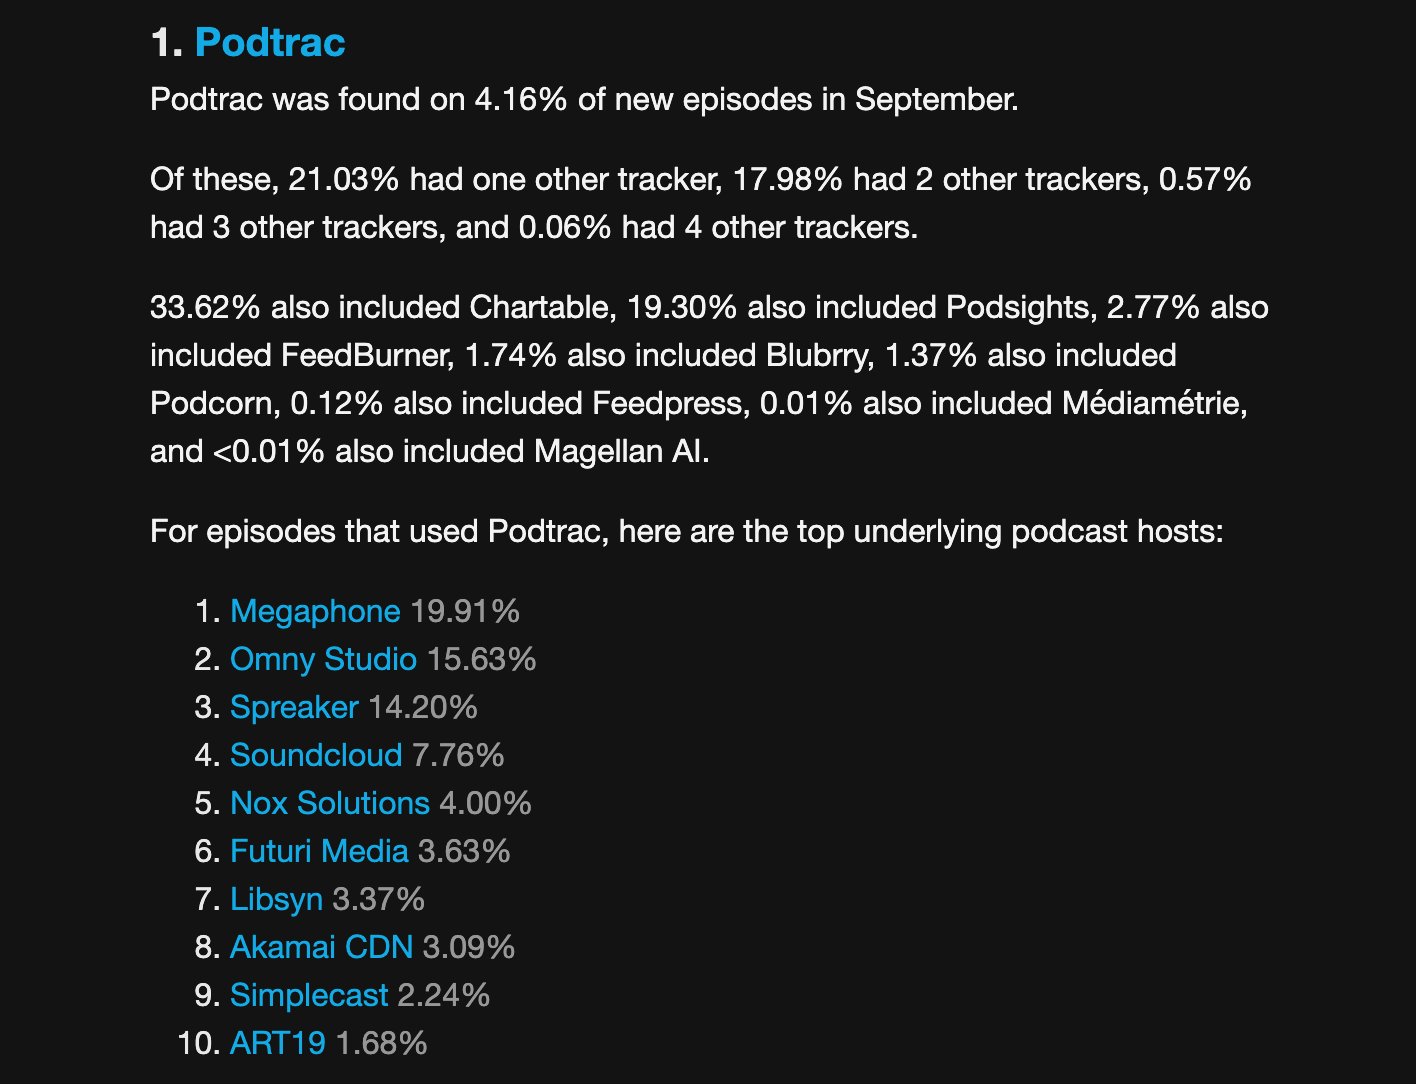 1. Podtrac
Podtrac was found on 4.16% of new episodes in September.
Of these, 21.03% had one other tracker, 17.98% had 2 other trackers, 0.57%
had 3 other trackers, and 0.06% had 4 other trackers.
33.62% also included Chartable, 19.30% also included Podsights, 2.77% also
included FeedBurner, 1.74% also included Blubrry, 1.37% also included
Podcorn, 0.12% also included Feedpress, 0.01% also included Médiamétrie,
and <0.01% also included Magellan AI.
For episodes that used Podtrac, here are the top underlying podcast hosts:
1. Megaphone 19.91%
2. Omny Studio 15.63%
3. Spreaker 14.20%
4. Soundcloud 7.76%
5. Nox Solutions 4.00%
6. Futuri Media 3.63%
7. Libsyn 3.37%
8. Akamai CDN 3.09%
9. Simplecast 2.24%
10. ART19 1.68%